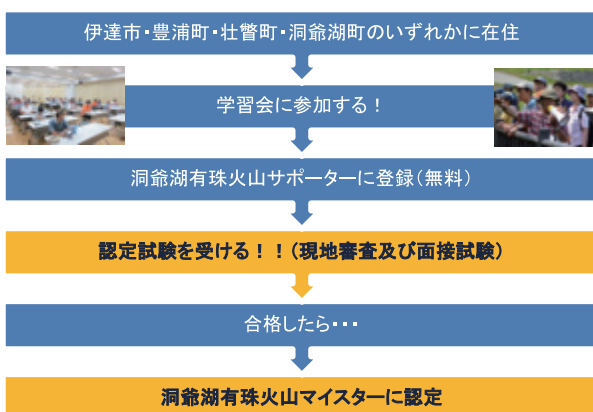 伊達市・豊浦町・壮瞥町・洞爺湖町のいずれかに在住
学習会に参加する！
洞爺湖有珠火山サポーターに登録（無料）
認定試験を受ける！！（現地審査及び面接試験）
合格したら・・・
洞爺湖有珠火山マイスターに認定